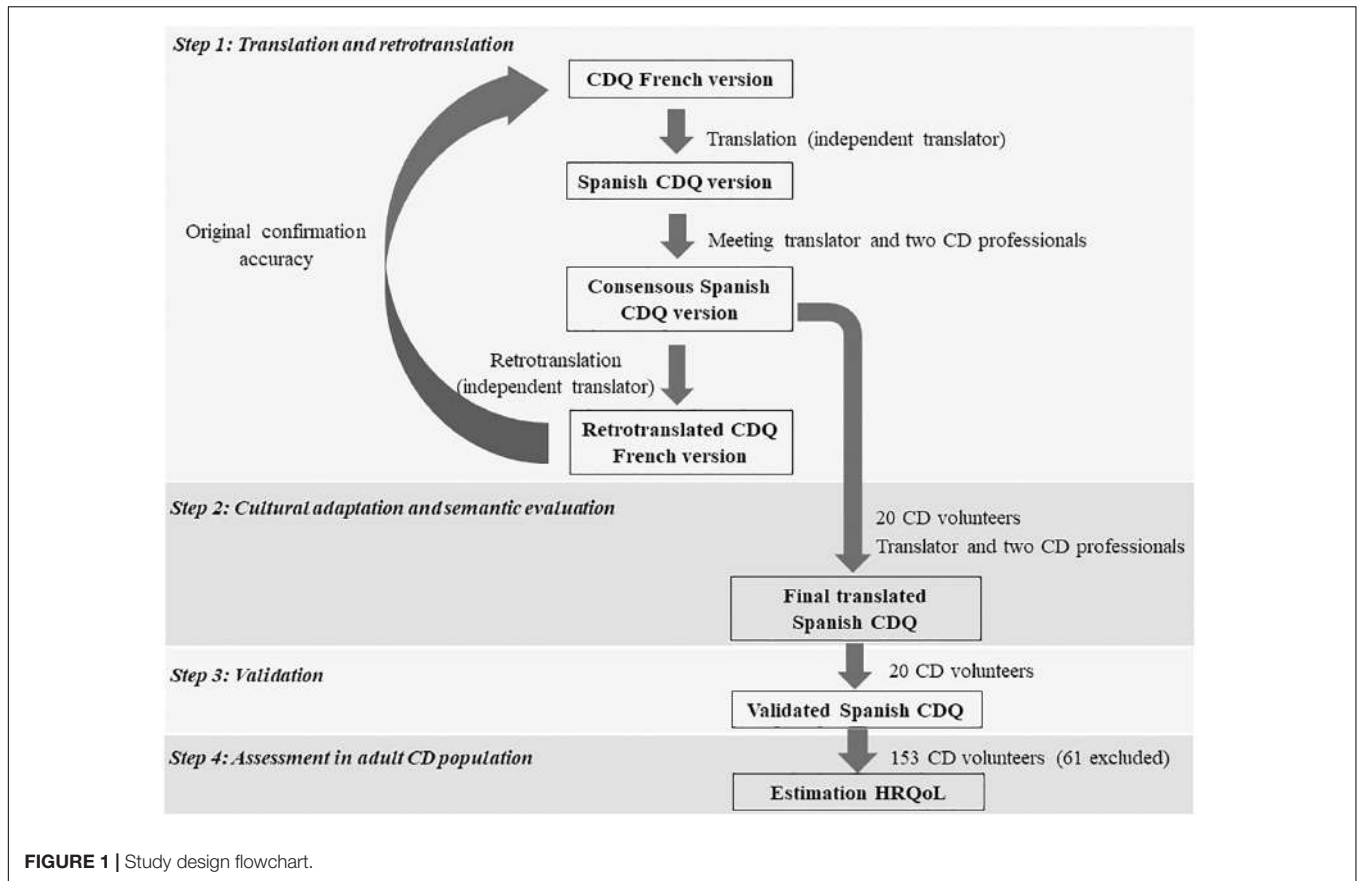 Step 1: Translation and retrotranslation
CDQ French version
Translation (independent translator)
Spanish CDQ version
Original confirmation
accuracy
Meeting translator and two CD professionals
Consensous Spanish
CDQ version
Retrotranslation
(independent translator)
Retrotranslated CDQ
French version
Step 2: Cultural adaptation and semantic evaluation
20 CD volunteers
Translator and two CD professionals
Final translated
Spanish CDQ
Step 3: Validation
20 CD volunteers
Validated Spanish CDQ
Step 4: Assessment in adult CD population
153 CD volunteers (61 excluded)
Estimation HRQoL
FIGURE 1 | Study design flowchart.